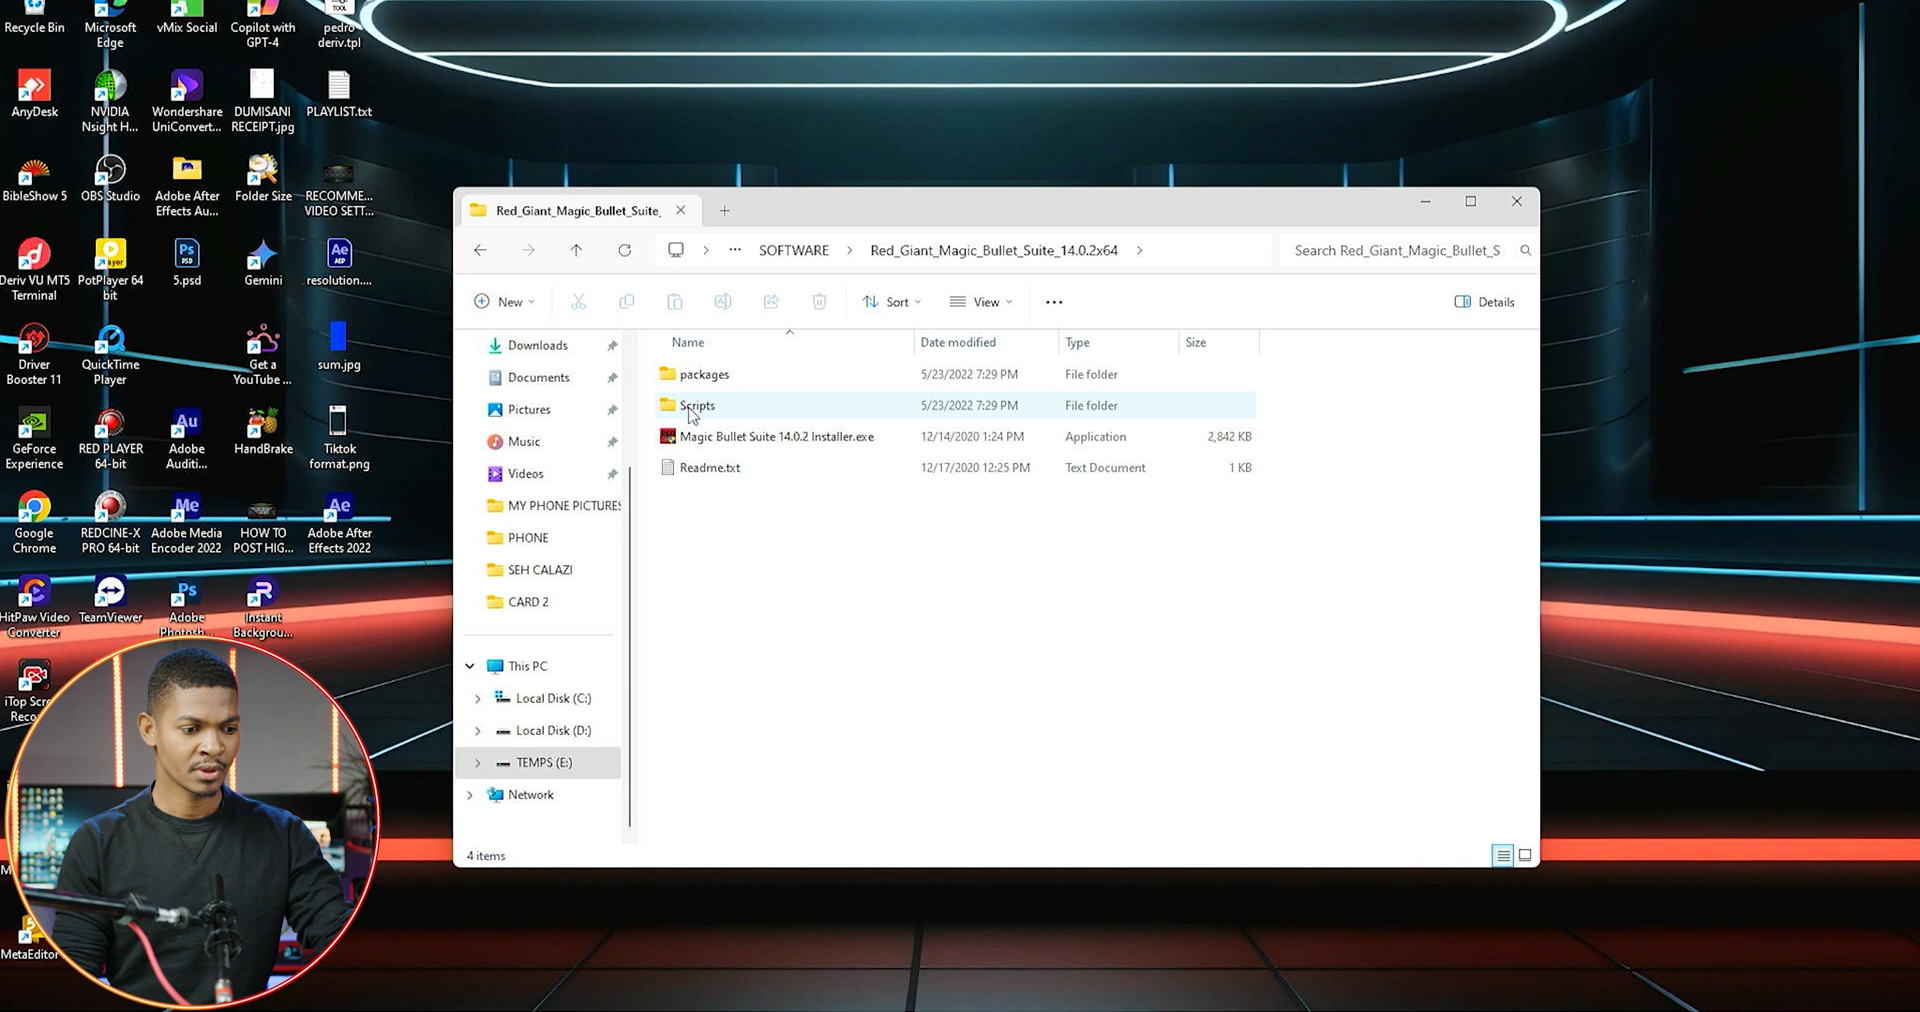 Recycle Bin
Microsoft
Edge
vMix Social
Copilot with
GPT-4
TOOL
pedro
deriv.tpl
AnyDesk
NVIDIA
Nsight H...
Wondershare
UniConvert...
DUMISANI
RECEIPT.jpg
PLAYLIST.txt
BibleShow 5
OBS Studio
Adobe After
Effects Au...
Folder Size
RECOMME...
VIDEO SETT...
Deriv VU MT5
Terminal
PotPlayer 64
bit
5.psd
Gemini
resolution....
Driver
Booster 11
QuickTime
Player
Get a
YouTube ...
sum.jpg
GeForce
Experience
RED PLAYER
64-bit
Adobe
Auditi...
HandBrake
Tiktok
format.png
Google
Chrome
REDCINE-X
PRO 64-bit
Adobe Media
Encoder 2022
HOW TO
POST HIG...
Adobe After
Effects 2022
HitPaw Video
Converter
TeamViewer
Adobe
Photosh...
Instant
Backgrou...
iTop Scr
Reco
MetaEditor
Red_Giant_Magic_Bullet_Suite_
SOFTWARE
Red_Giant_Magic_Bullet_Suite_14.0.2x64
Search Red_Giant_Magic_Bullet_S
New
Sort
View
Details
Downloads
Documents
Pictures
Music
Videos
MY PHONE PICTURES
PHONE
SEH CALAZI
CARD 2
This PC
Local Disk (C:)
Local Disk (D:)
TEMPS (E:)
Network
Name Date modified Type Size
packages 5/23/2022 7:29 PM File folder
Scripts 5/23/2022 7:29 PM File folder
Magic Bullet Suite 14.0.2 Installer.exe 12/14/2020 1:24 PM Application 2,842 KB
Readme.txt 12/17/2020 12:25 PM Text Document 1 KB
4 items